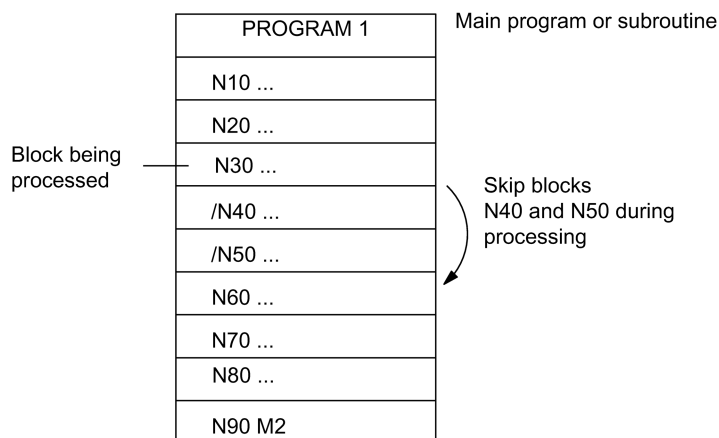 PROGRAM 1
Main program or subroutine
N10 ...
N20 ...
Block being
processed
N30 ...
/N40 ...
/N50 ...
Skip blocks
N40 and N50 during
processing
N60 ...
N70 ...
N80 ...
N90 M2